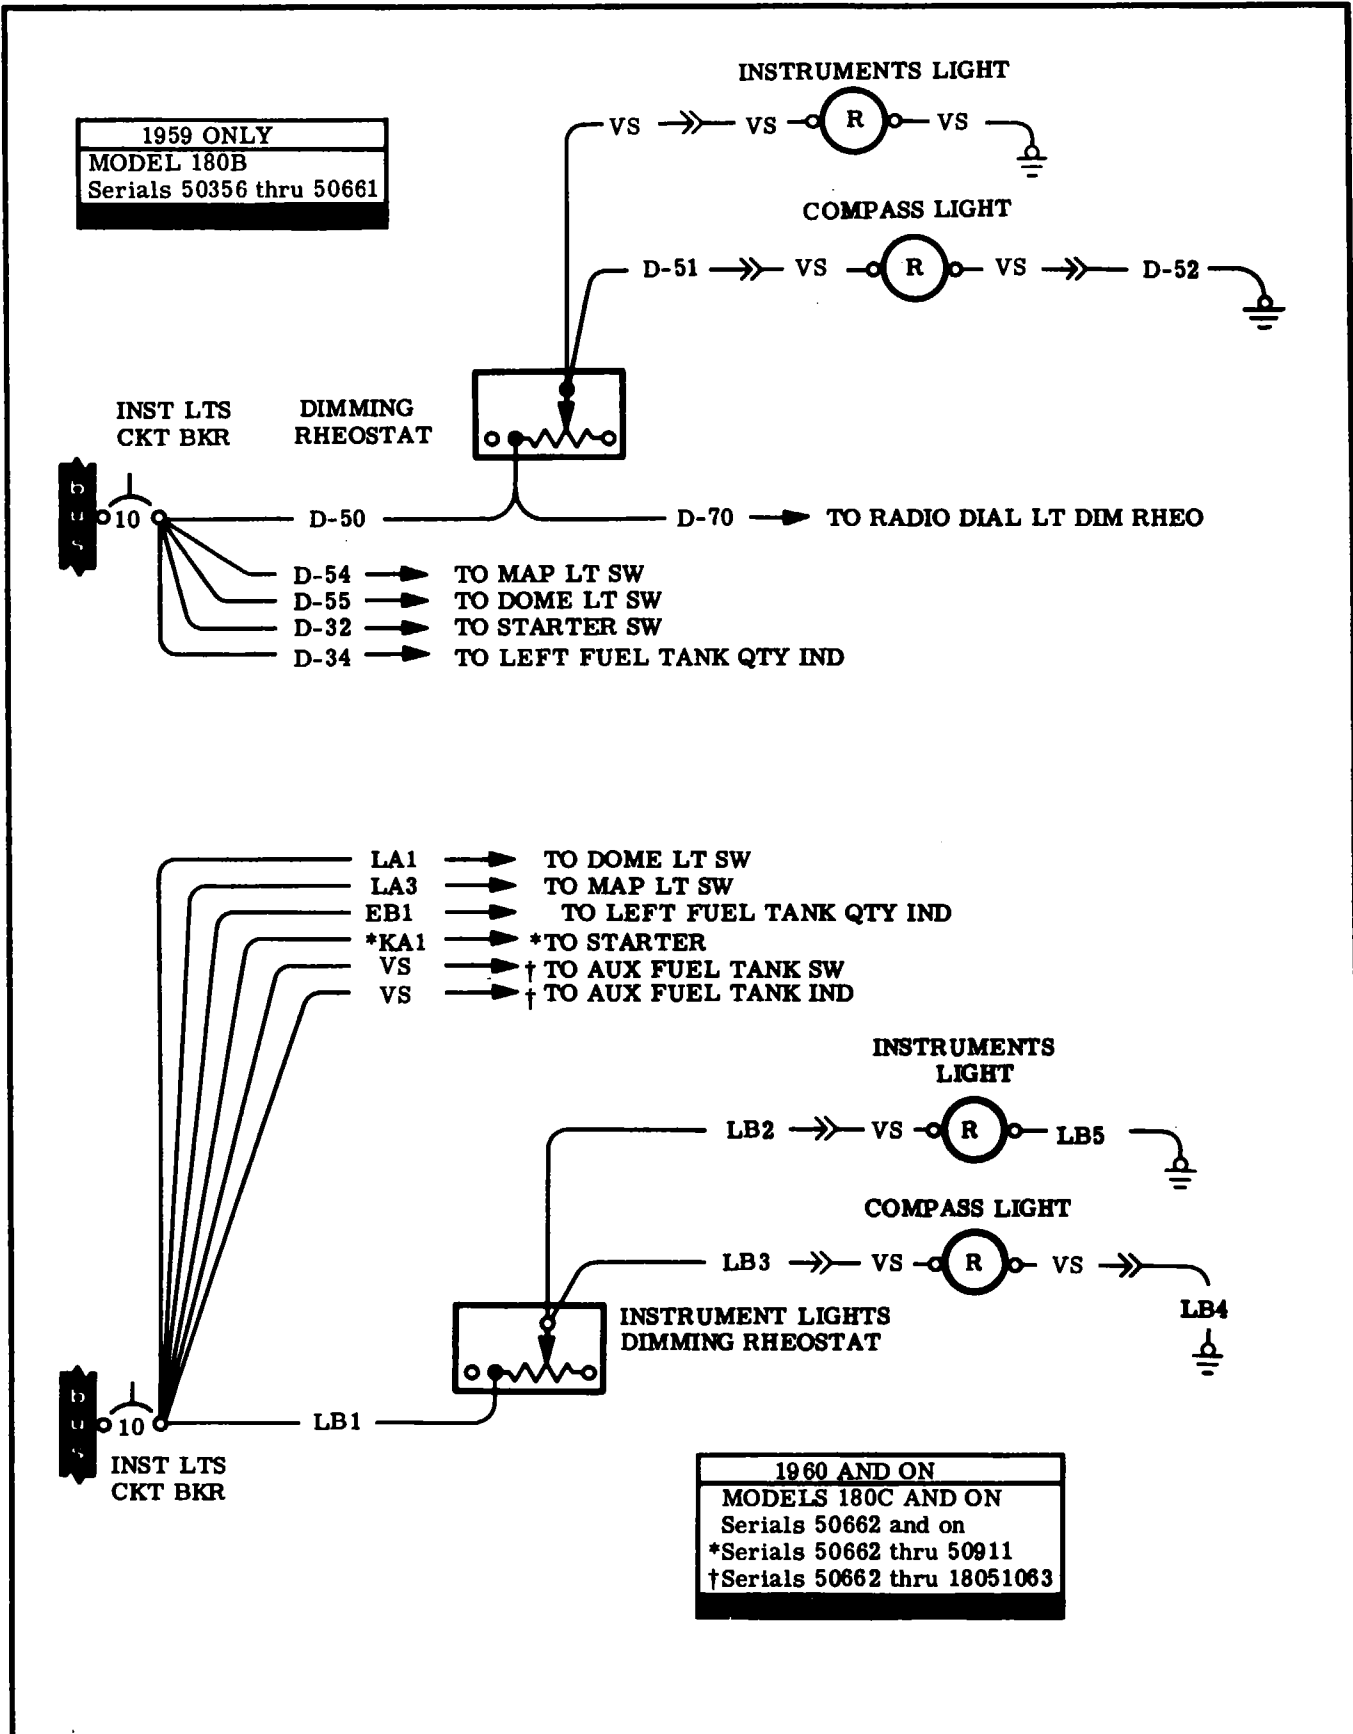 INSTRUMENTS LIGHT
VS VS R VS
1959 ONLY
MODEL 180B
Serials 50356 thru 50661
COMPASS LIGHT
D-51 VS R VS D-52
INST LTS
CKT BKR
DIMMING
RHEOSTAT
BUS
10
D-50
D-70 TO RADIO DIAL LT DIM RHEO
D-54 TO MAP LT SW
D-55 TO DOME LT SW
D-32 TO STARTER SW
D-34 TO LEFT FUEL TANK QTY IND
LA1 TO DOME LT SW
LA3 TO MAP LT SW
EB1 TO LEFT FUEL TANK QTY IND
*KA1 *TO STARTER
VS † TO AUX FUEL TANK SW
VS † TO AUX FUEL TANK IND
INSTRUMENTS
LIGHT
LB2 VS R LB5
COMPASS LIGHT
LB3 VS R VS
LB4
INSTRUMENT LIGHTS
DIMMING RHEOSTAT
BUS
10
LB1
INST LTS
CKT BKR
1960 AND ON
MODELS 180C AND ON
Serials 50662 and on
*Serials 50662 thru 50911
†Serials 50662 thru 18051063